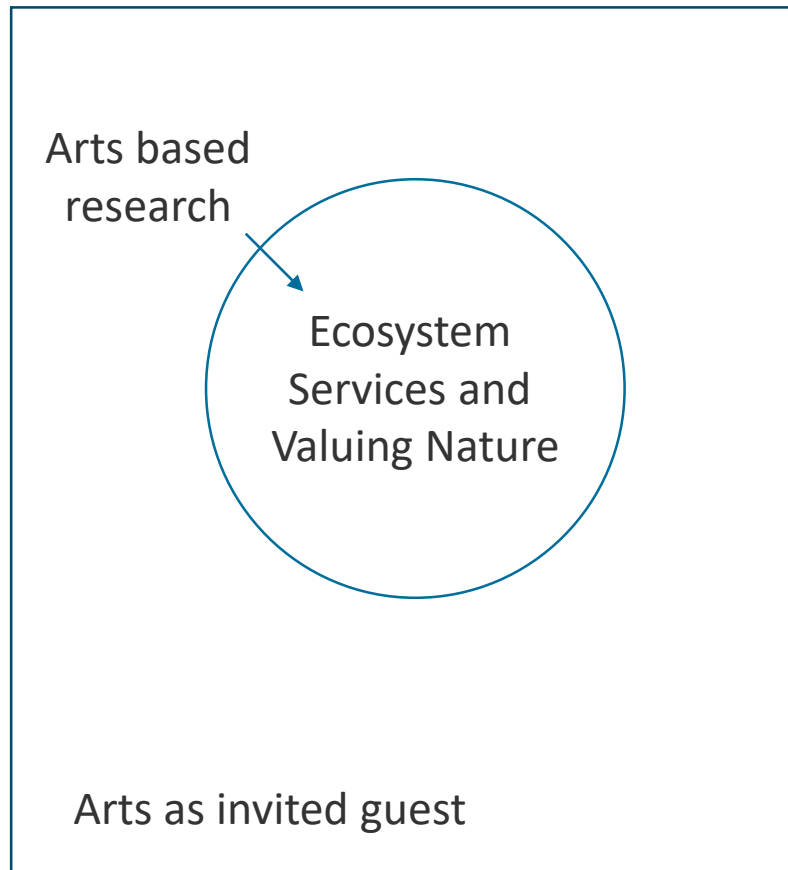 Arts based
research
Ecosystem
Services and
Valuing Nature
Arts as invited guest